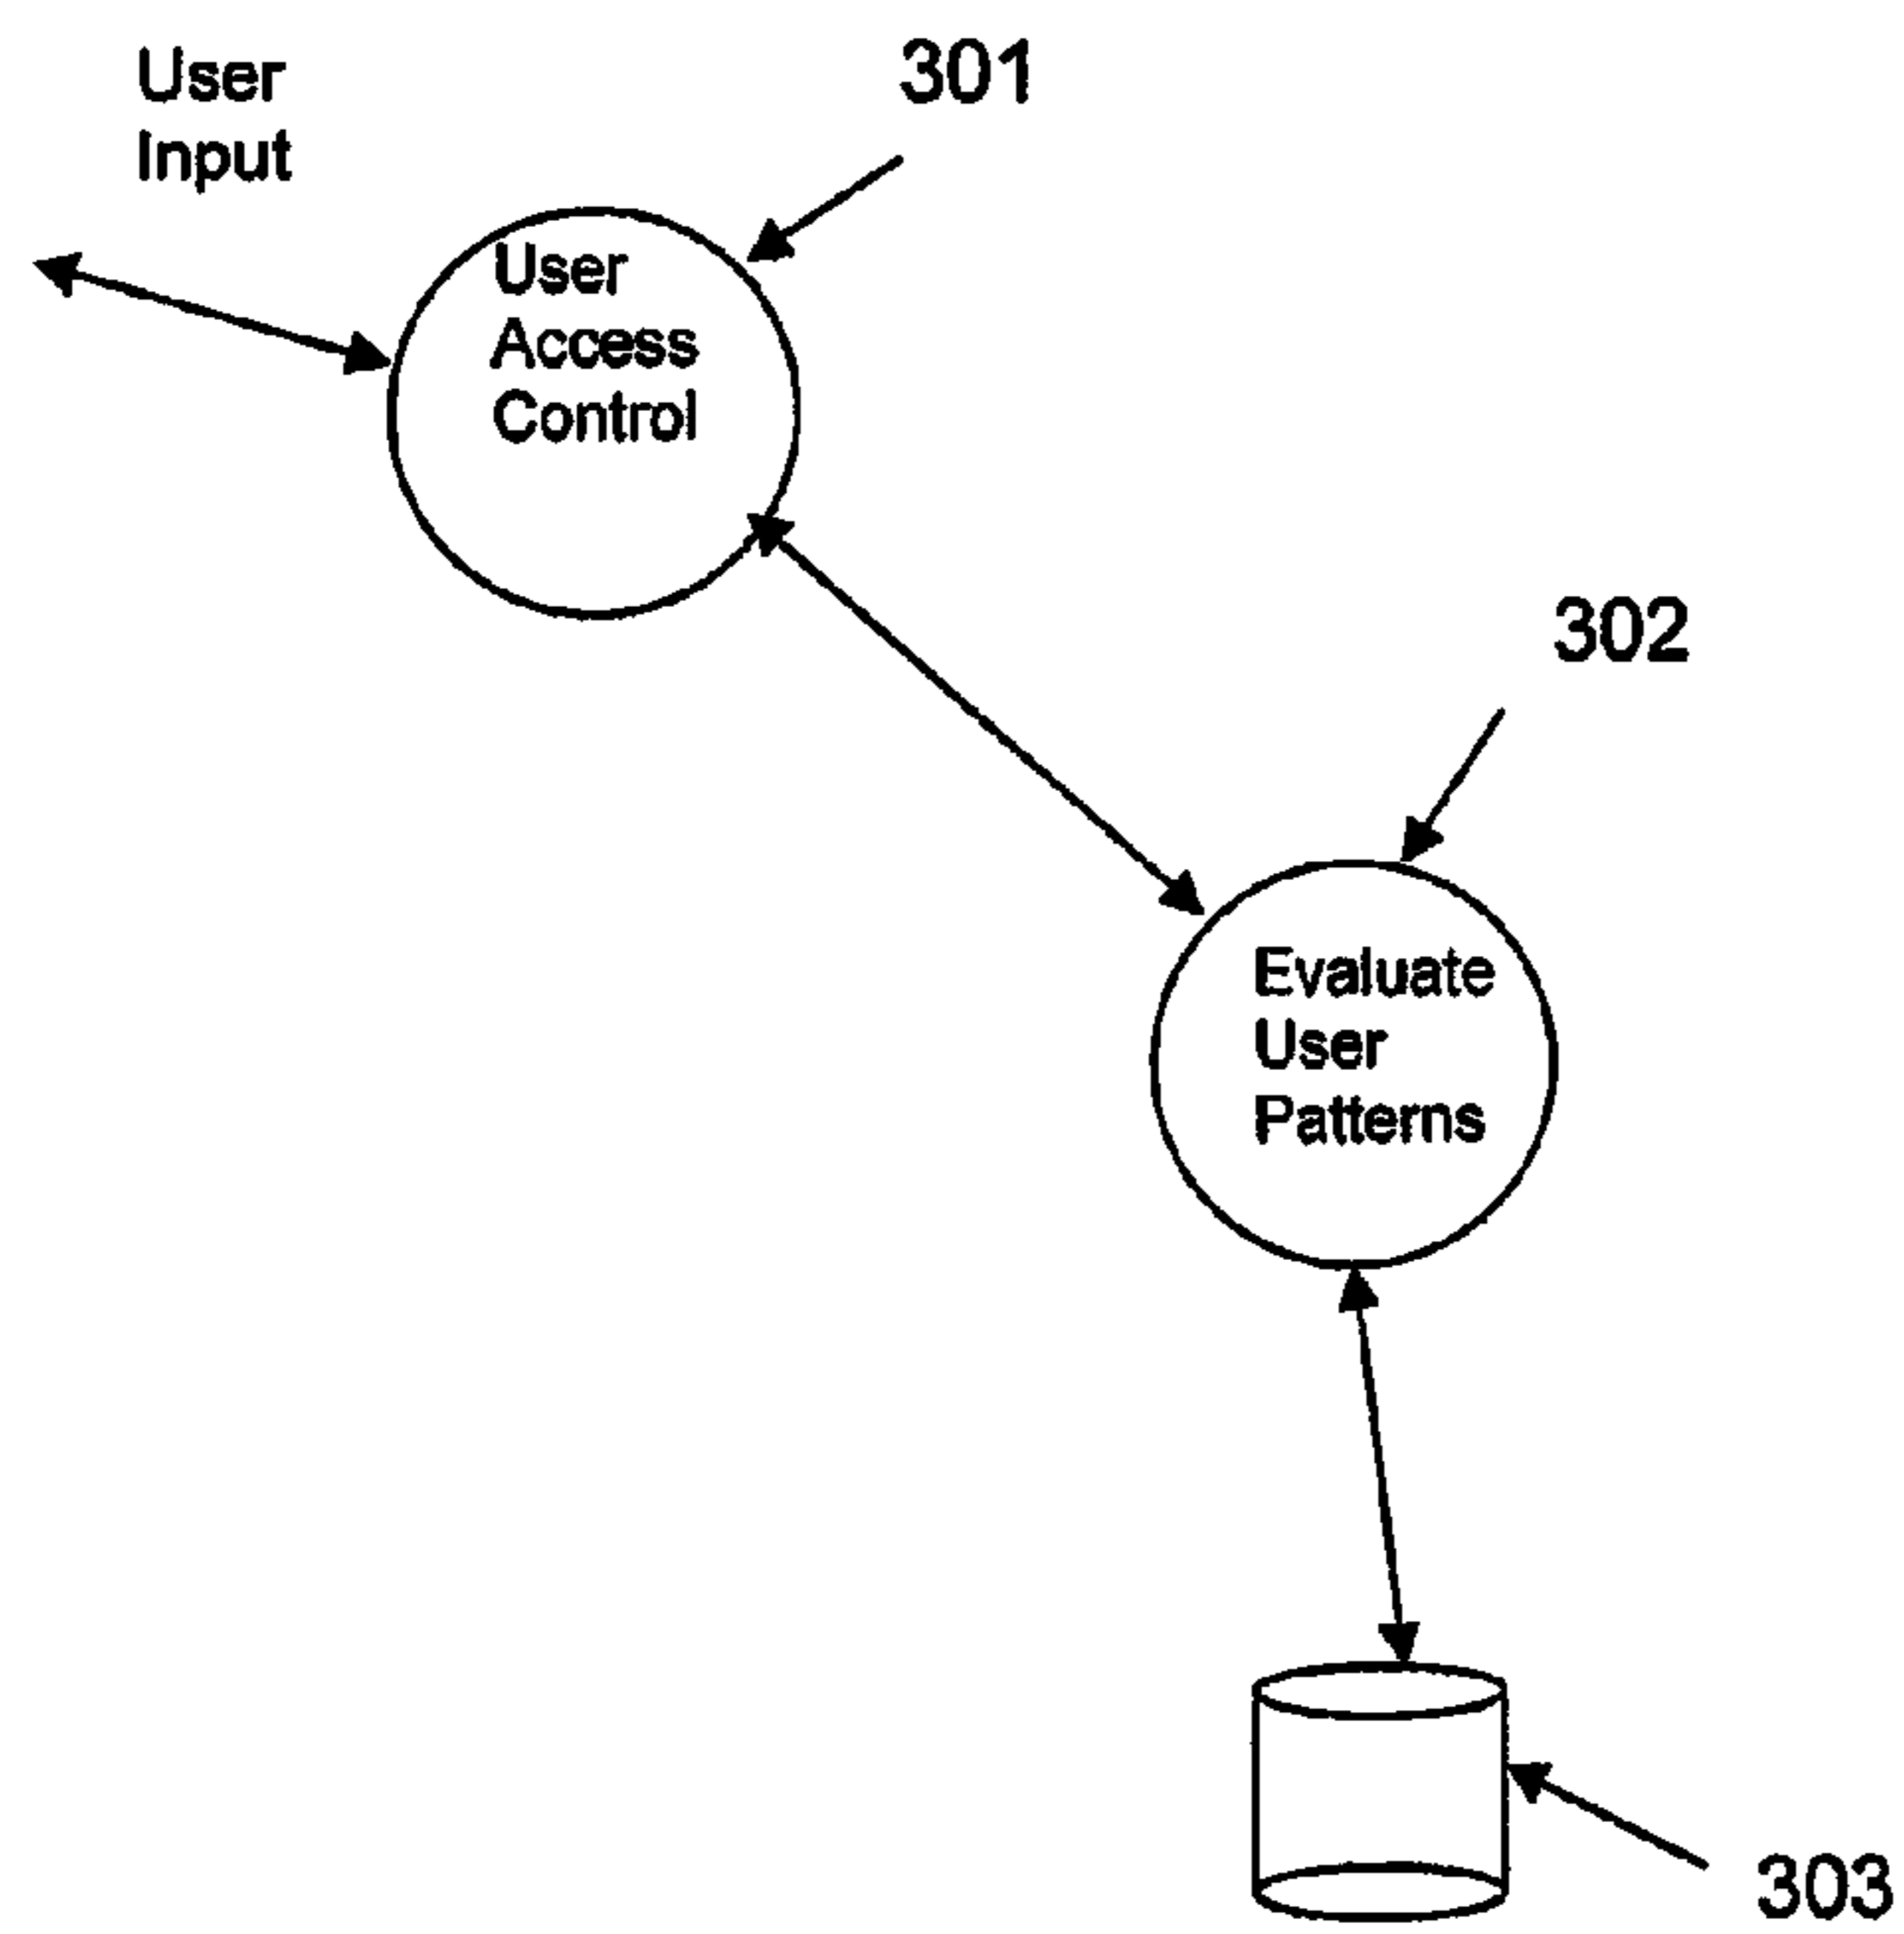 User
Input
301
User
Access
Control
302
Evaluate
User
Patterns
303